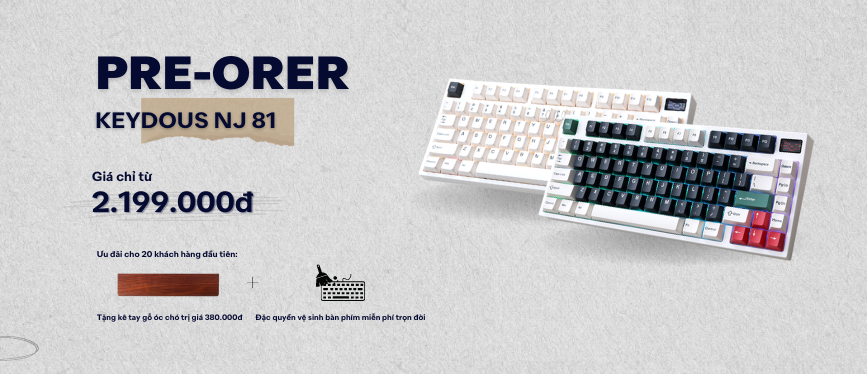 PRE-ORER
KEYDOUS NJ 81
Giá chỉ từ
2.199.000đ
Ưu đãi cho 20 khách hàng đầu tiên:
Tặng kê tay gỗ óc chó trị giá 380.000đ
Đặc quyền vệ sinh bàn phím miễn phí trọn đời